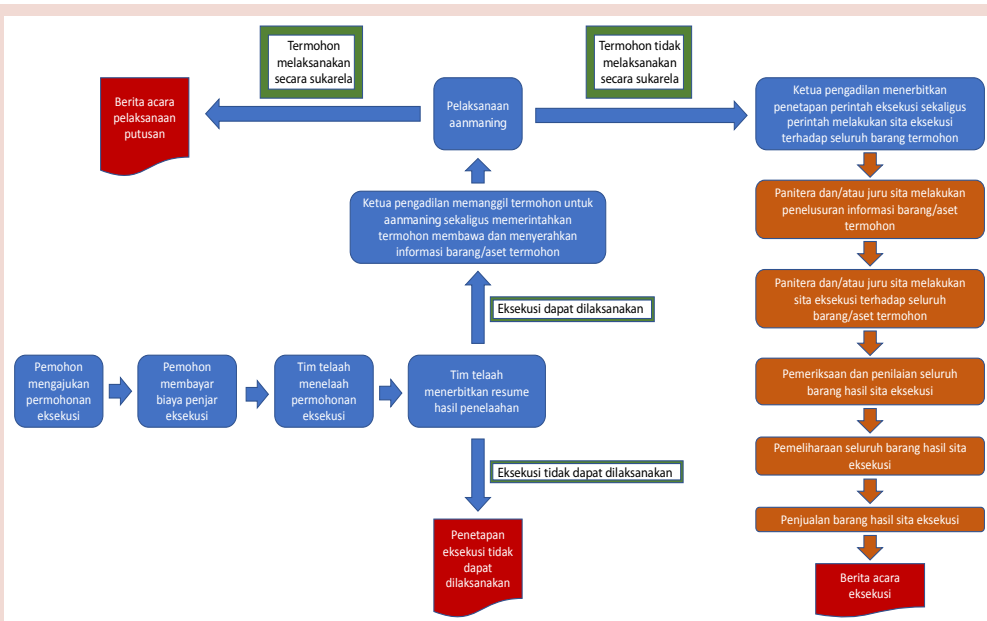 Termohon
melaksanakan
secara sukarela
Termohon tidak
melaksanakan
secara sukarela
Berita acara
pelaksanaan
putusan
Pelaksanaan
aanmaning
Ketua pengadilan menerbitkan
penetapan perintah eksekusi sekaligus
perintah melakukan sita eksekusi
terhadap seluruh barang termohon
Ketua pengadilan memanggil termohon untuk
aanmaning sekaligus memerintahkan
termohon membawa dan menyerahkan
informasi barang/aset termohon
Panitera dan/atau juru sita melakukan
penelusuran informasi barang/aset
termohon
Panitera dan/atau juru sita melakukan
sita eksekusi terhadap seluruh
barang/aset termohon
Eksekusi dapat dilaksanakan
Pemohon
mengajukan
permohonan
eksekusi
Pemohon
membayar
biaya penjar
eksekusi
Tim telaah
menelaah
permohonan
eksekusi
Tim telaah
menerbitkan resume
hasil penelaahan
Pemeriksaan dan penilaian seluruh
barang hasil sita eksekusi
Eksekusi tidak dapat dilaksanakan
Pemeliharaan seluruh barang hasil sita
eksekusi
Penjualan barang hasil sita eksekusi
Penetapan
eksekusi tidak
dapat
dilaksanakan
Berita acara
eksekusi